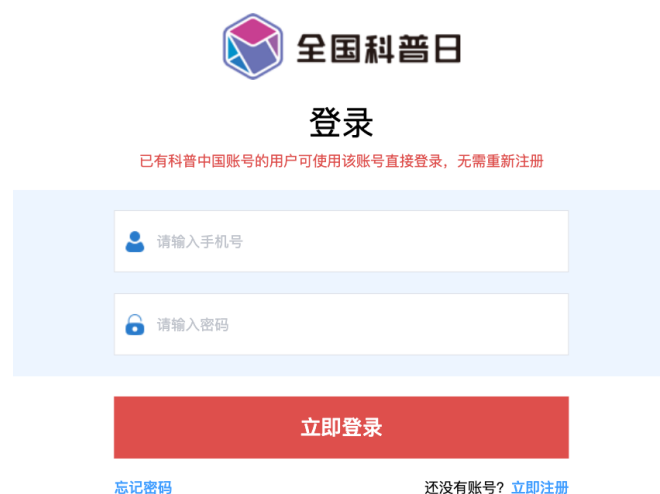 全国科普日
登录
已有科普中国账号的用户可使用该账号直接登录，无需重新注册
请输入手机号
请输入密码
立即登录
忘记密码 还没有账号？立即注册